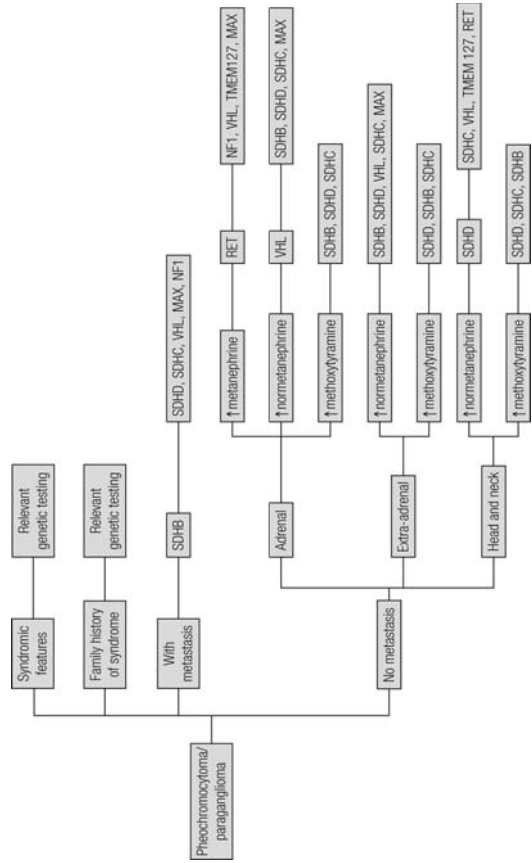 Pheochromocytoma/
paraganglioma
Syndromic
features
Relevant
genetic testing
Family history
of syndrome
Relevant
genetic testing
With
metastasis
SDHB
SDHD, SDHC, VHL, MAX, NF1
No metastasis
Adrenal
↑metanephrine
RET
NF1, VHL, TMEM127, MAX
↑normetanephrine
VHL
SDHB, SDHD, SDHC, MAX
↑methoxytyramine
SDHB, SDHD, SDHC
Extra-adrenal
↑normetanephrine
SDHB, SDHD, VHL, SDHC, MAX
↑methoxytyramine
SDHD, SDHB, SDHC
Head and neck
↑normetanephrine
SDHD
SDHC, VHL, TMEM 127, RET
↑methoxytyramine
SDHD, SDHC, SDHB